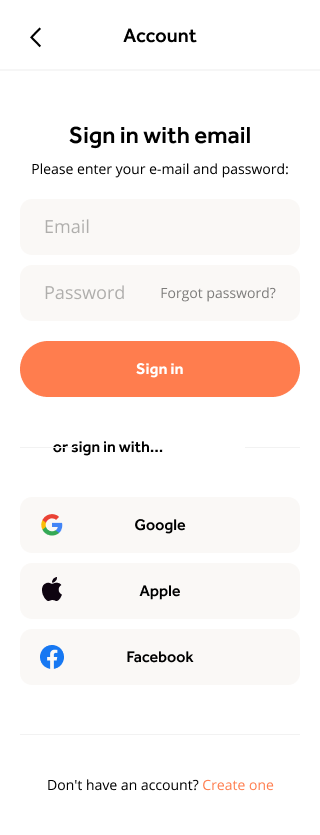 Account
Sign in with email
Please enter your e-mail and password:
Email
Password Forgot password?
Sign in
or sign in with...
Google
Apple
Facebook
Don't have an account? Create one